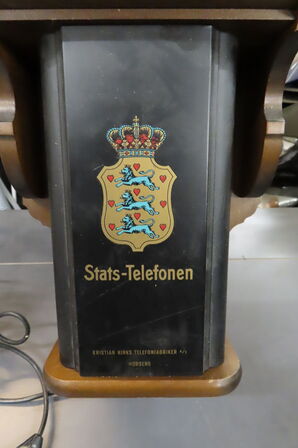 Stats-Telefonen
KRISTIAN KIRKS TELEFONFABRIKER A/S
HORSENS